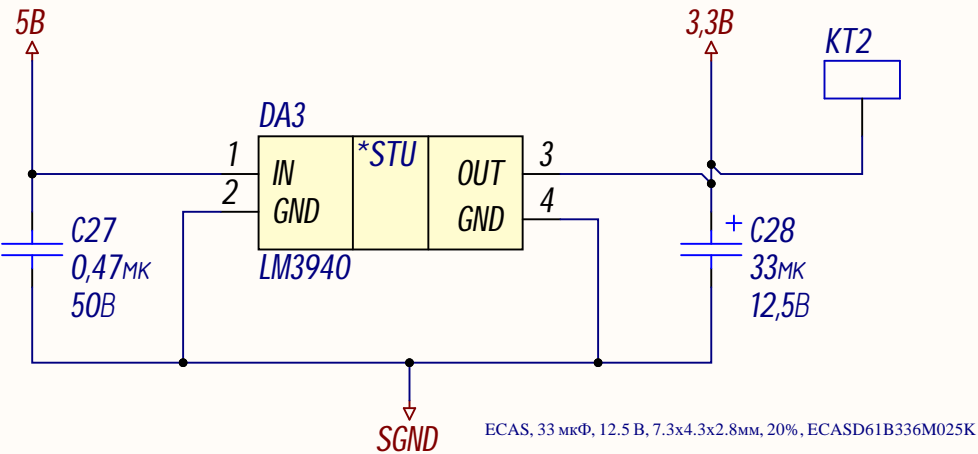 5В
3,3В
КТ2
DA3
1
IN
*STU
OUT
3
2
GND
GND
4
LM3940
C27
0,47мк
50В
+
C28
33мк
12,5В
SGND
ECAS, 33 мкФ, 12.5 В, 7.3x4.3x2.8мм, 20%, ECASD61B336M025K